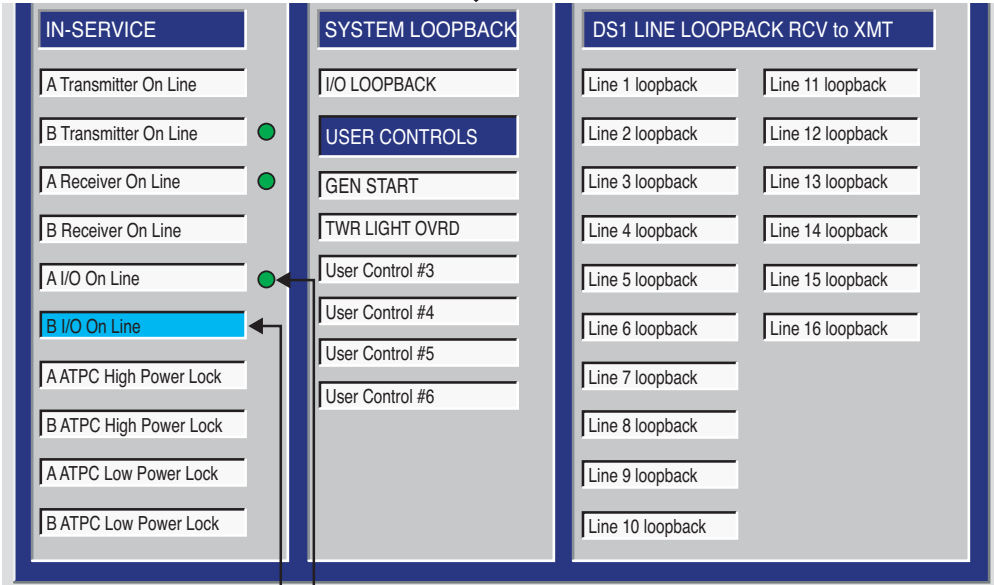 IN-SERVICE
A Transmitter On Line
B Transmitter On Line
A Receiver On Line
B Receiver On Line
A I/O On Line
B I/O On Line
A ATPC High Power Lock
B ATPC High Power Lock
A ATPC Low Power Lock
B ATPC Low Power Lock
SYSTEM LOOPBACK
I/O LOOPBACK
USER CONTROLS
GEN START
TWR LIGHT OVRD
User Control #3
User Control #4
User Control #5
User Control #6
DS1 LINE LOOPBACK RCV to XMT
Line 1 loopback
Line 2 loopback
Line 3 loopback
Line 4 loopback
Line 5 loopback
Line 6 loopback
Line 7 loopback
Line 8 loopback
Line 9 loopback
Line 10 loopback
Line 11 loopback
Line 12 loopback
Line 13 loopback
Line 14 loopback
Line 15 loopback
Line 16 loopback